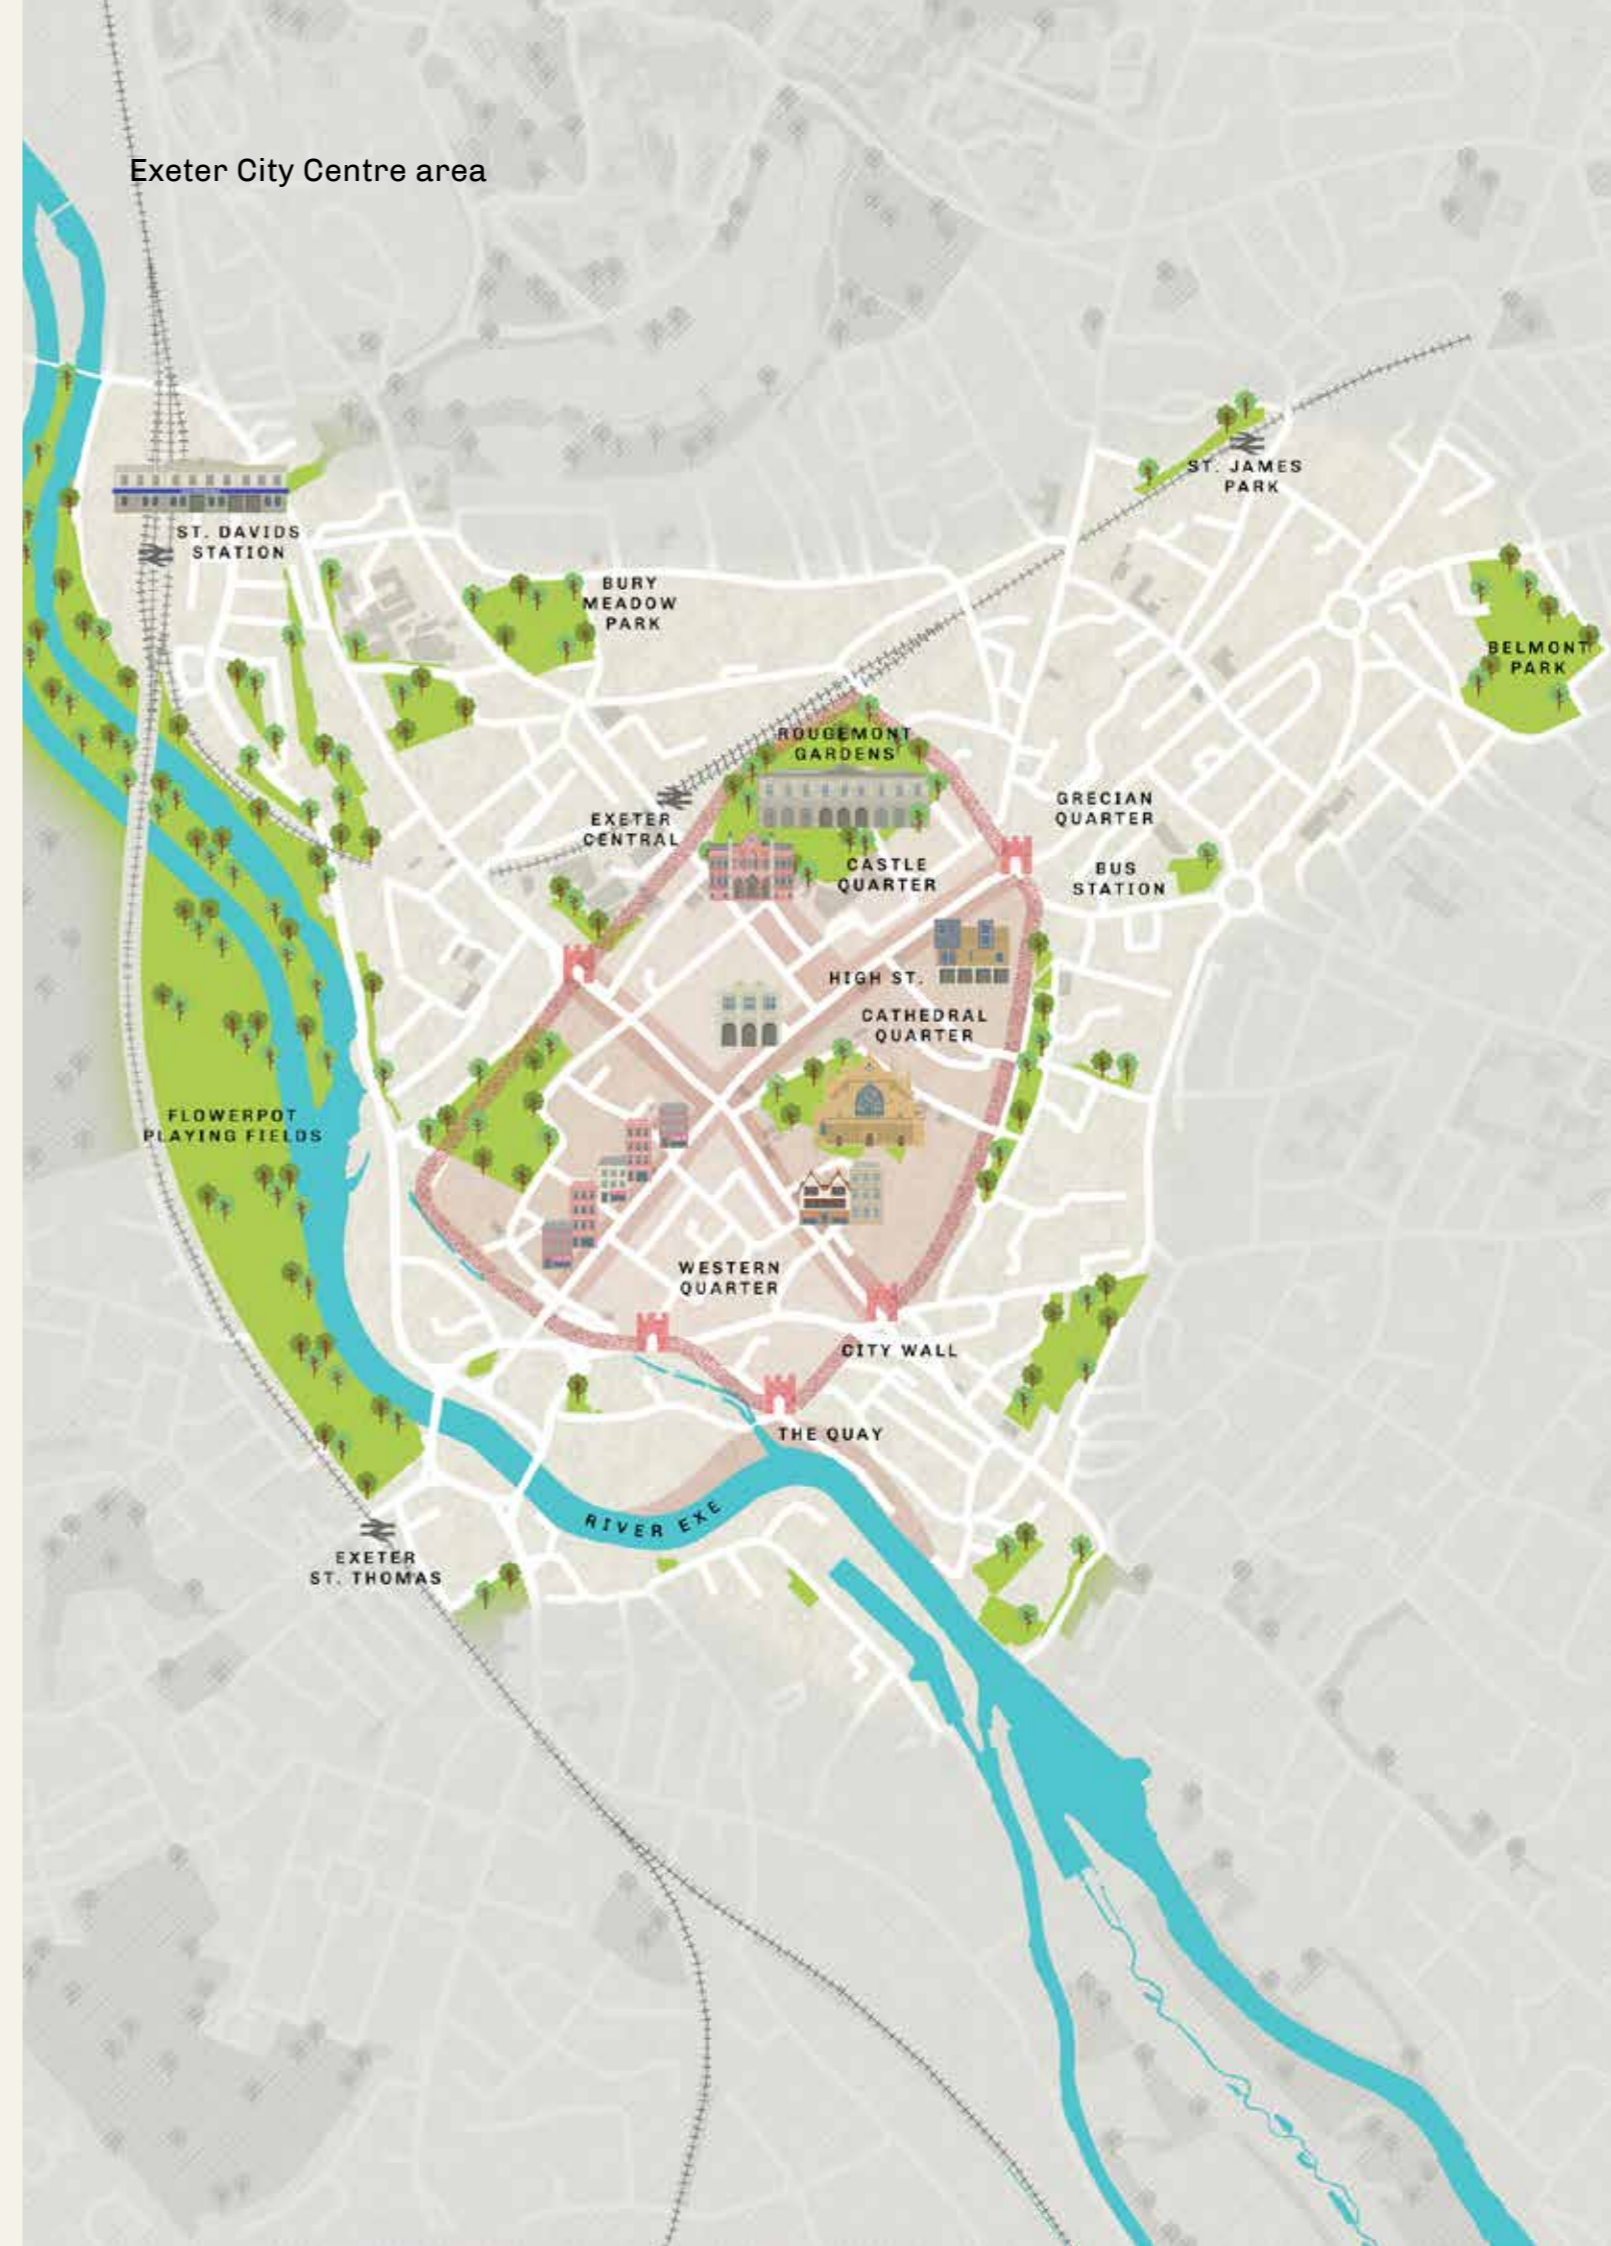 Exeter City Centre area
ST. JAMES
PARK
ST. DAVIDS
STATION
BURY
MEADOW
PARK
BELMONT
PARK
ROUGEMONT
GARDENS
EXETER
CENTRAL
GRECIAN
QUARTER
CASTLE
QUARTER
BUS
STATION
HIGH ST.
CATHEDRAL
QUARTER
FLOWERPOT
PLAYING FIELDS
WESTERN
QUARTER
CITY WALL
THE QUAY
RIVER EXE
EXETER
ST. THOMAS